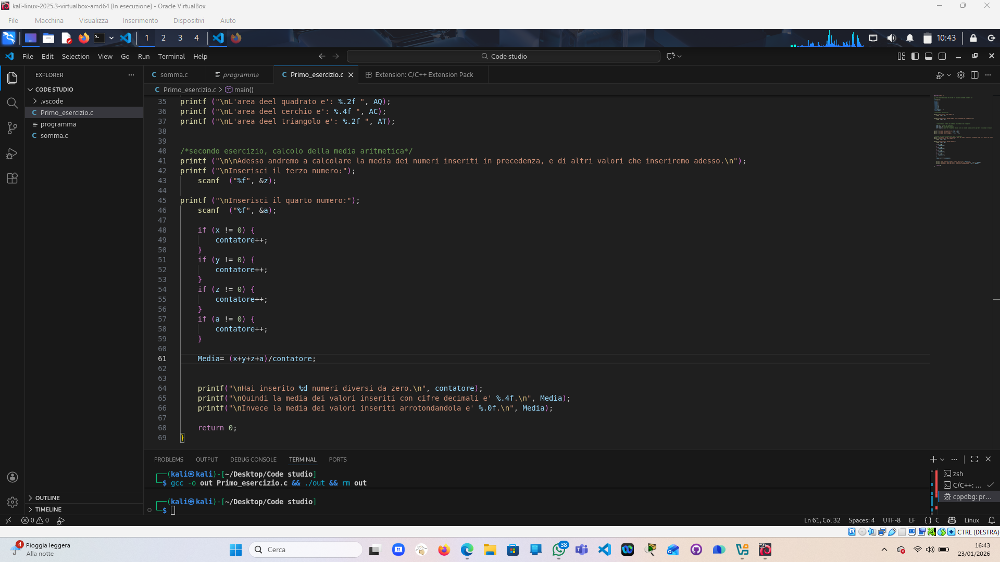 kali-linux-2025.3-virtualbox-amd64 [In esecuzione] - Oracle VirtualBox
File Macchina Visualizza Inserimento Dispositivi Aiuto
1 2 3 4 10:43
File Edit Selection View Go Run Terminal Help Code studio
EXPLORER ···
CODE STUDIO
.vscode
C Primo_esercizio.c
programma
C somma.c
OUTLINE
TIMELINE
C somma.c programma C Primo_esercizio.c Extension: C/C++ Extension Pack
C Primo_esercizio.c > main()
35 printf ("\nL'area deel quadrato e': %.2f ", AQ);
36 printf ("\nL'area deel cerchio e': %.4f ", AC);
37 printf ("\nL'area deel triangolo e': %.2f ", AT);
38
39
40 /*secondo esercizio, calcolo della media aritmetica*/
41 printf ("\n\nAdesso andremo a calcolare la media dei numeri inseriti in precedenza, e di altri valori che inseriremo adesso.\n");
42 printf ("\nInserisci il terzo numero:");
43 scanf  ("%f", &z);
44
45 printf ("\nInserisci il quarto numero:");
46 scanf  ("%f", &a);
47
48 if (x != 0) {
49 contatore++;
50 }
51 if (y != 0) {
52 contatore++;
53 }
54 if (z != 0) {
55 contatore++;
56 }
57 if (a != 0) {
58 contatore++;
59 }
60
61 Media= (x+y+z+a)/contatore;
62
63
64 printf("\nHai inserito %d numeri diversi da zero.\n", contatore);
65 printf("\nQuindi la media dei valori inseriti con cifre decimali e' %.4f.\n", Media);
66 printf("\nInvece la media dei valori inseriti arrotondandola e' %.0f.\n", Media);
67
68 return 0;
69 }
PROBLEMS OUTPUT DEBUG CONSOLE TERMINAL PORTS
(kali㉿kali)-[~/Desktop/Code studio]
$ gcc -o out Primo_esercizio.c && ./out && rm out
(kali㉿kali)-[~/Desktop/Code studio]
$
zsh
C/C++: ...
cppdbg: pr...
0 0 Ln 61, Col 32 Spaces: 4 UTF-8 LF { } C Linux
CTRL (DESTRA)
4 Pioggia leggera
Alla notte
Cerca
38
16:43
23/01/2026